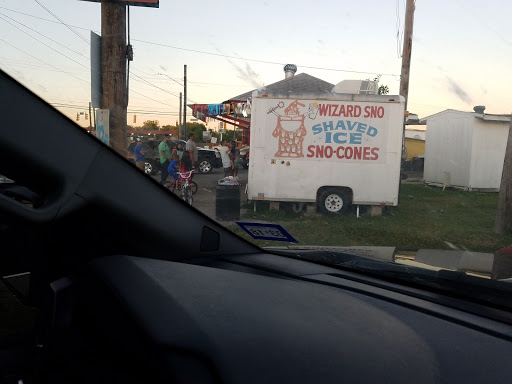 WIZARD SNO
SHAVED
ICE
SNO-CONES